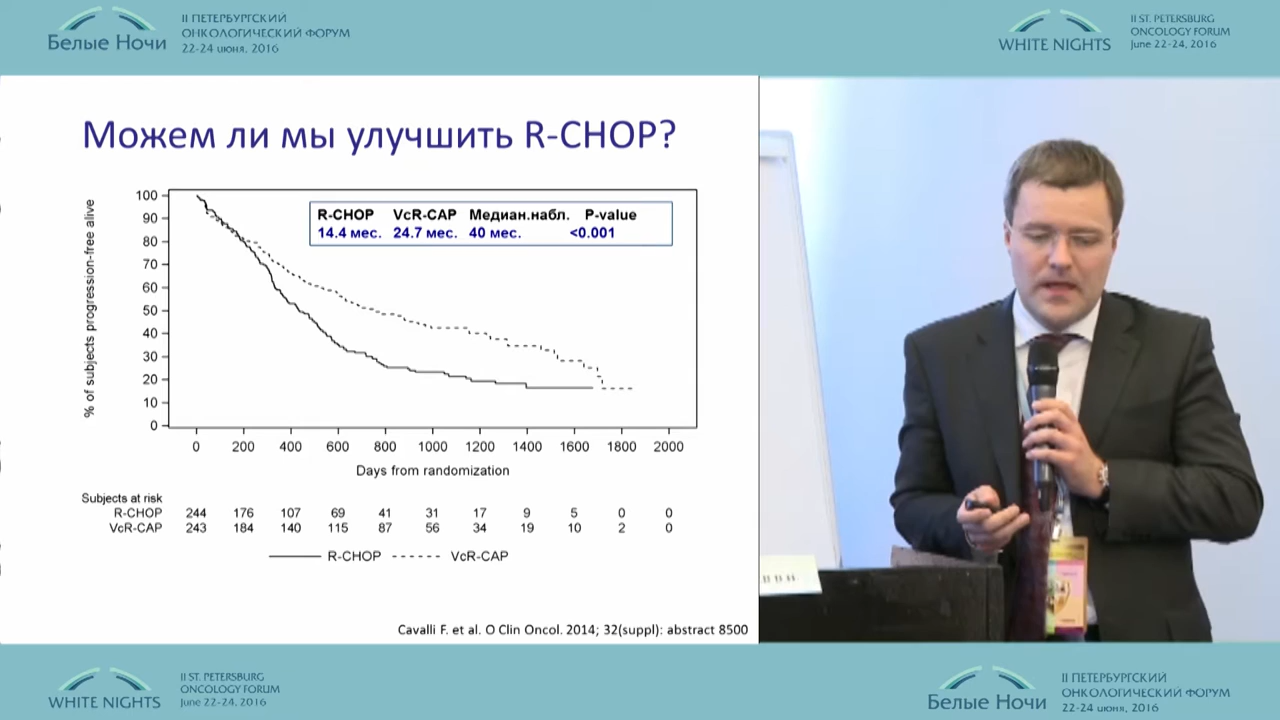 Белые Ночи
II ПЕТЕРБУРГСКИЙ
ОНКОЛОГИЧЕСКИЙ ФОРУМ
22-24 июня, 2016
WHITE NIGHTS
II ST. PETERSBURG
ONCOLOGY FORUM
June 22-24, 2016
Можем ли мы улучшить R-CHOP?
R-CHOP VcR-CAP Медиан.набл. P-value
14.4 мес. 24.7 мес. 40 мес. <0.001
% of subjects progression-free alive
100
90
80
70
60
50
40
30
20
10
0
0 200 400 600 800 1000 1200 1400 1600 1800 2000
Days from randomization
Subjects at risk
R-CHOP 244 176 107 69 41 31 17 9 5 0 0
VcR-CAP 243 184 140 115 87 56 34 19 10 2 0
R-CHOP VcR-CAP
Cavalli F. et al. O Clin Oncol. 2014; 32(suppl): abstract 8500
WHITE NIGHTS
II ST. PETERSBURG
ONCOLOGY FORUM
June 22-24, 2016
Белые Ночи
II ПЕТЕРБУРГСКИЙ
ОНКОЛОГИЧЕСКИЙ ФОРУМ
22-24 июня, 2016